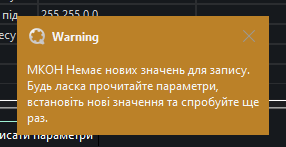 під 255.255.0.0
Warning
МКОН Немає нових значень для запису.
Будь ласка прочитайте параметри,
встановіть нові значення та спробуйте ще
раз.
исати параметри